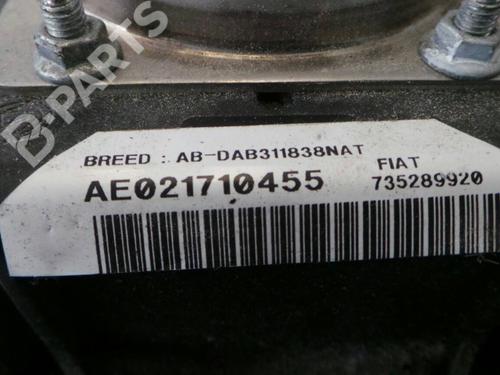 B-PARTS
BREED : AB-DAB311838NAT FIAT
AE021710455 735289920